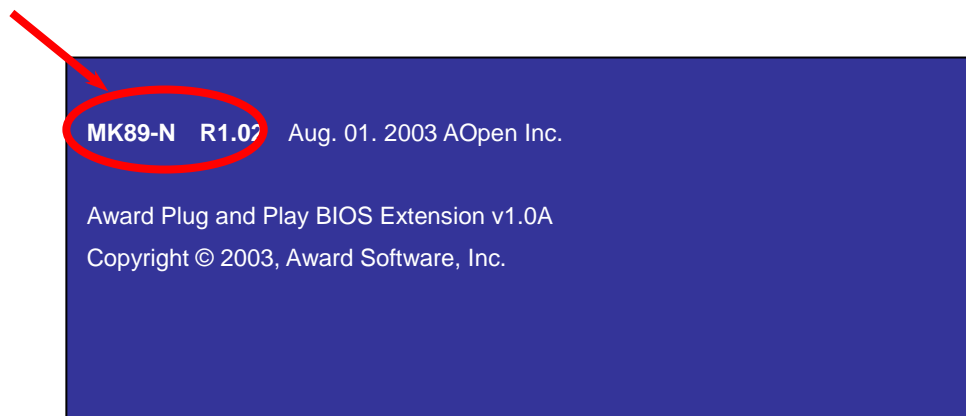 MK89-N R1.02 Aug. 01. 2003 AOpen Inc.
Award Plug and Play BIOS Extension v1.0A
Copyright © 2003, Award Software, Inc.